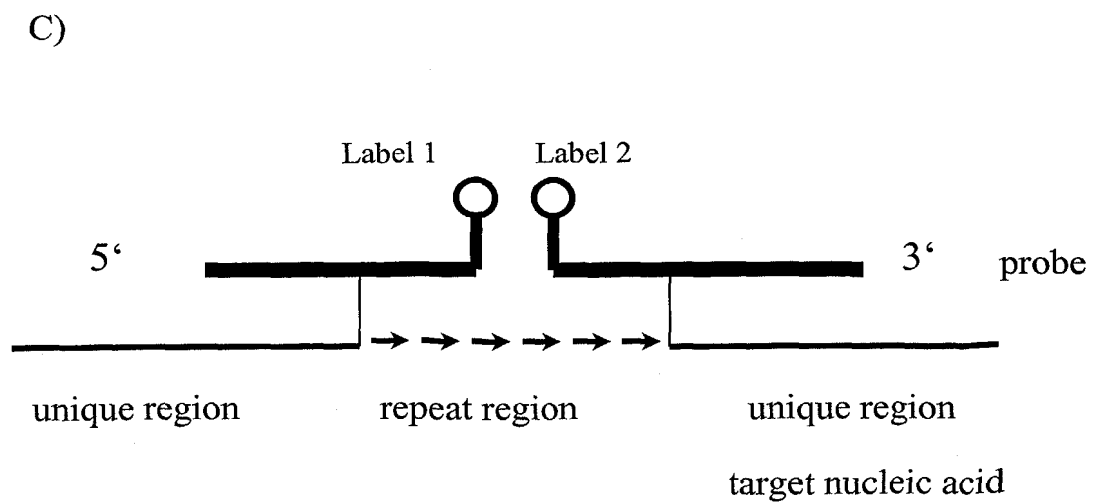 C)
Label 1 Label 2
5‘ 3‘ probe
unique region repeat region unique region
target nucleic acid